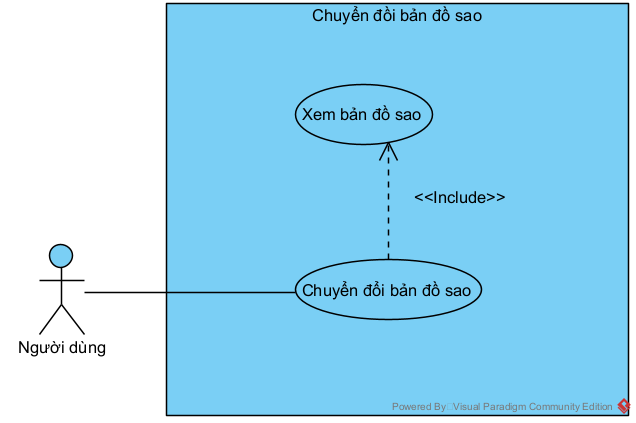 Chuyển đồi bản đồ sao
Xem bản đồ sao
<<Include>>
Chuyển đổi bản đồ sao
Người dùng
Powered By: Visual Paradigm Community Edition